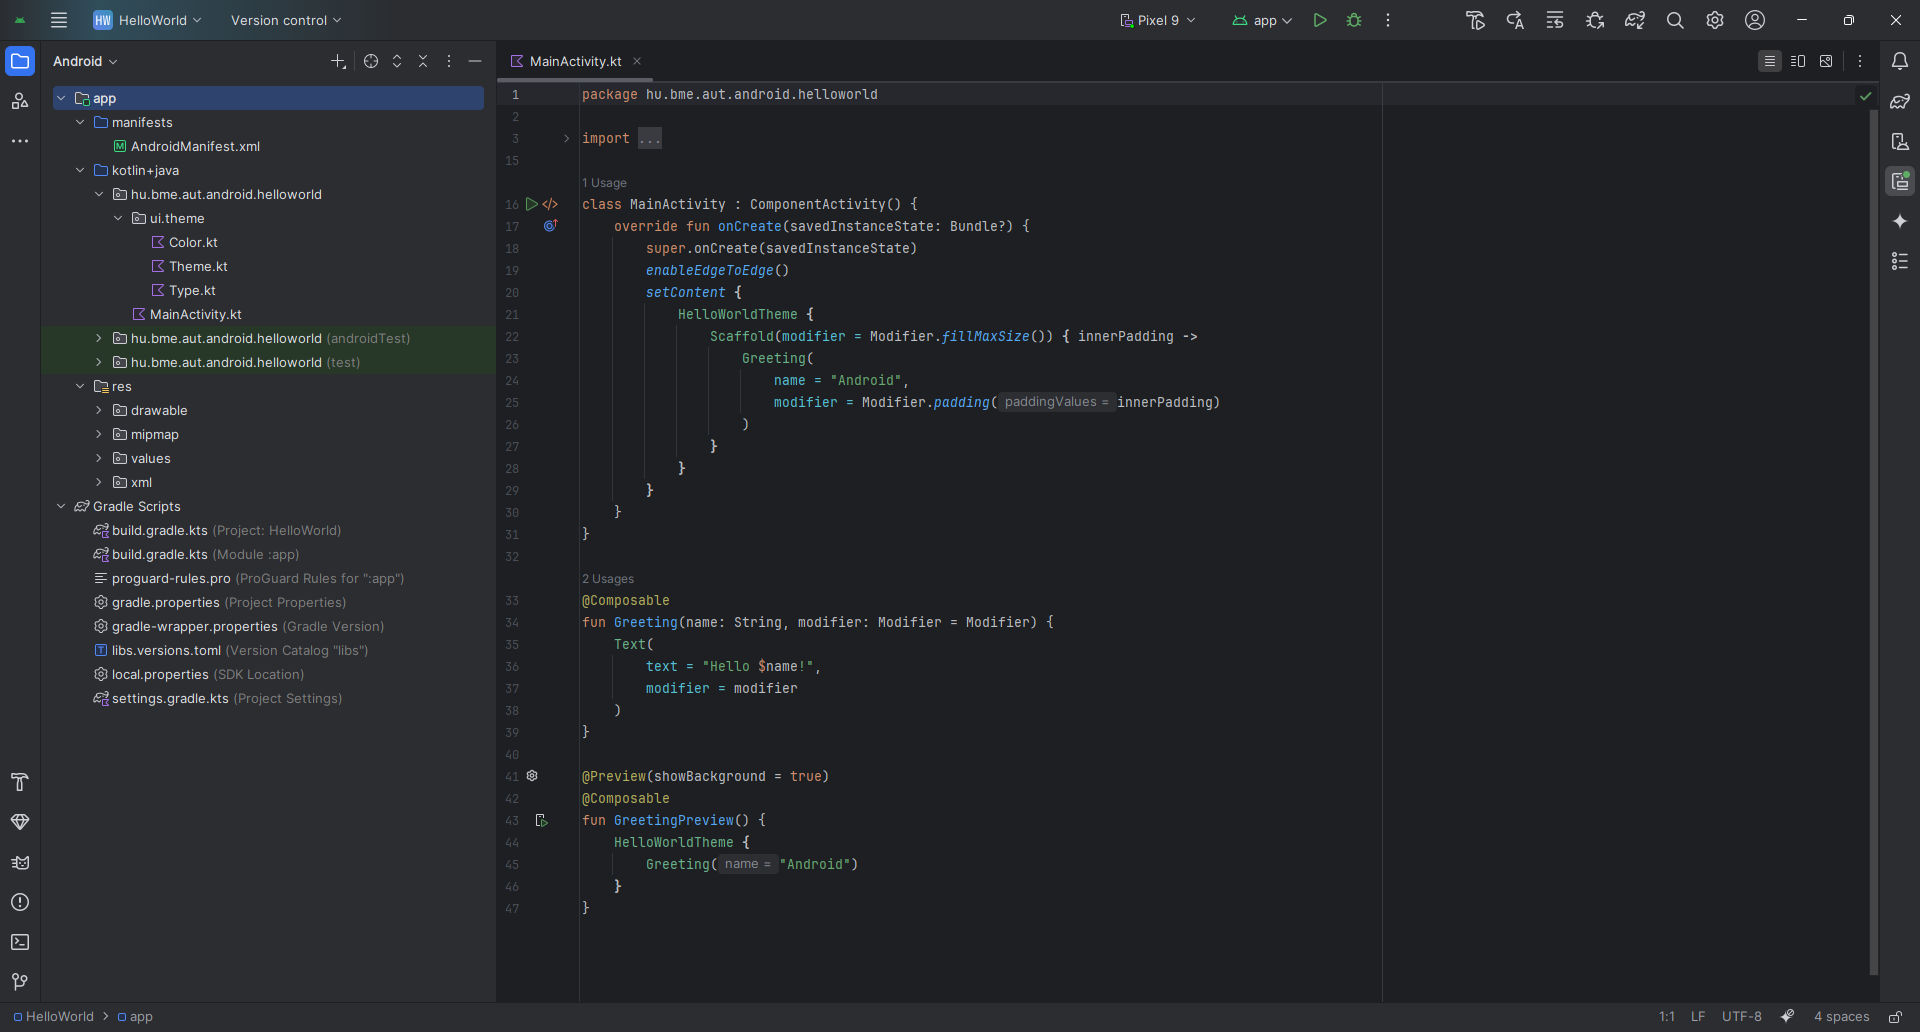 HW HelloWorld Version control Pixel 9 app
Android
MainActivity.kt
app
manifests
AndroidManifest.xml
kotlin+java
hu.bme.aut.android.helloworld
ui.theme
Color.kt
Theme.kt
Type.kt
MainActivity.kt
hu.bme.aut.android.helloworld (androidTest)
hu.bme.aut.android.helloworld (test)
res
drawable
mipmap
values
xml
Gradle Scripts
build.gradle.kts (Project: HelloWorld)
build.gradle.kts (Module :app)
proguard-rules.pro (ProGuard Rules for ":app")
gradle.properties (Project Properties)
gradle-wrapper.properties (Gradle Version)
libs.versions.toml (Version Catalog "libs")
local.properties (SDK Location)
settings.gradle.kts (Project Settings)
1 package hu.bme.aut.android.helloworld
2
3 import ...
15
1 Usage
16 class MainActivity : ComponentActivity() {
17 override fun onCreate(savedInstanceState: Bundle?) {
18 super.onCreate(savedInstanceState)
19 enableEdgeToEdge()
20 setContent {
21 HelloWorldTheme {
22 Scaffold(modifier = Modifier.fillMaxSize()) { innerPadding ->
23 Greeting(
24 name = "Android",
25 modifier = Modifier.padding( paddingValues = innerPadding)
26 )
27 }
28 }
29 }
30 }
31 }
32
2 Usages
33 @Composable
34 fun Greeting(name: String, modifier: Modifier = Modifier) {
35 Text(
36 text = "Hello $name!",
37 modifier = modifier
38 )
39 }
40
41 @Preview(showBackground = true)
42 @Composable
43 fun GreetingPreview() {
44 HelloWorldTheme {
45 Greeting( name = "Android")
46 }
47 }
HelloWorld > app 1:1 LF UTF-8 4 spaces